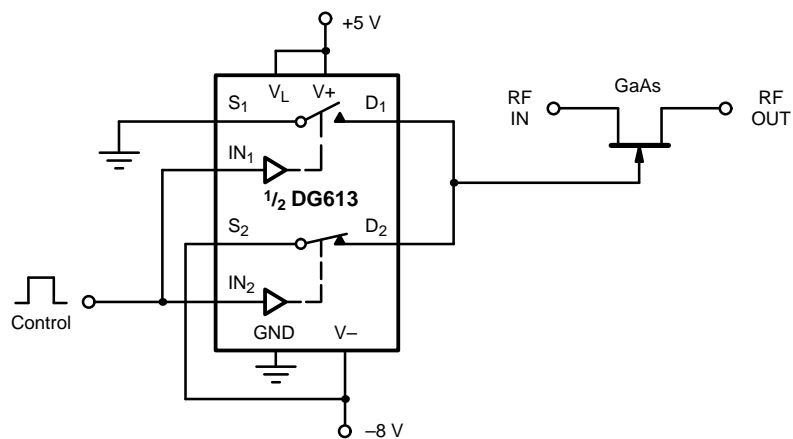 +5 V
V_L V+
S_1 D_1
RF IN
GaAs
RF OUT
IN_1
1/2 DG613
S_2 D_2
Control
IN_2
GND V–
–8 V